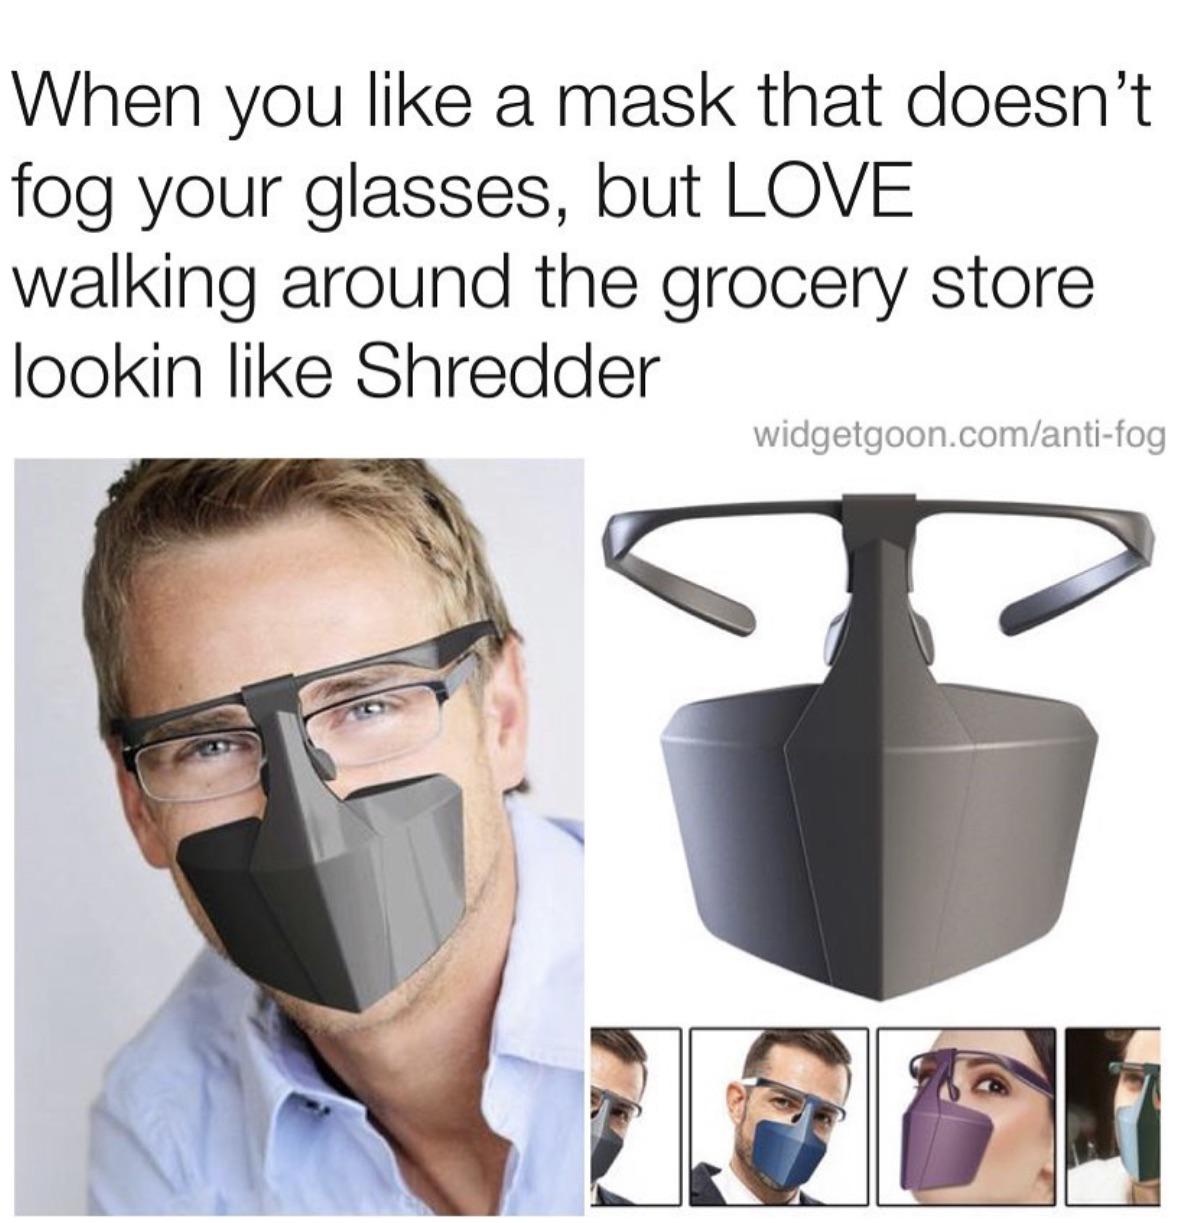 When you like a mask that doesn’t
fog your glasses, but LOVE
walking around the grocery store
lookin like Shredder
widgetgoon.com/anti-fog